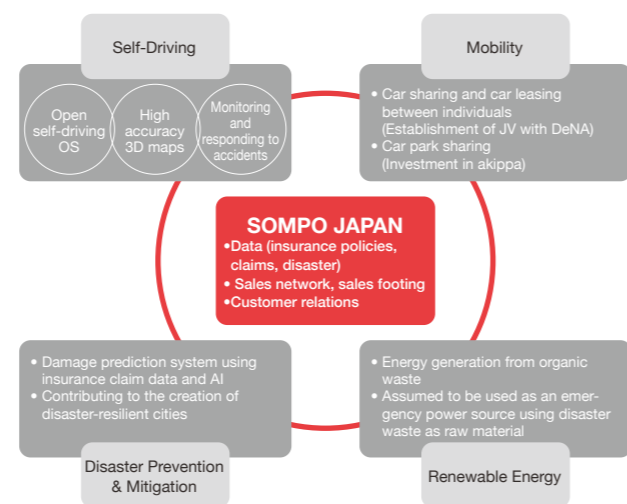 Self-Driving
Open
self-driving
OS
High
accuracy
3D maps
Monitoring
and
responding to
accidents
Mobility
• Car sharing and car leasing
between individuals
(Establishment of JV with DeNA)
• Car park sharing
(Investment in akippa)
SOMPO JAPAN
•Data (insurance policies,
claims, disaster)
• Sales network, sales footing
•Customer relations
• Damage prediction system using
insurance claim data and AI
• Contributing to the creation of
disaster-resilient cities
Disaster Prevention
& Mitigation
• Energy generation from organic
waste
• Assumed to be used as an emer-
gency power source using disaster
waste as raw material
Renewable Energy